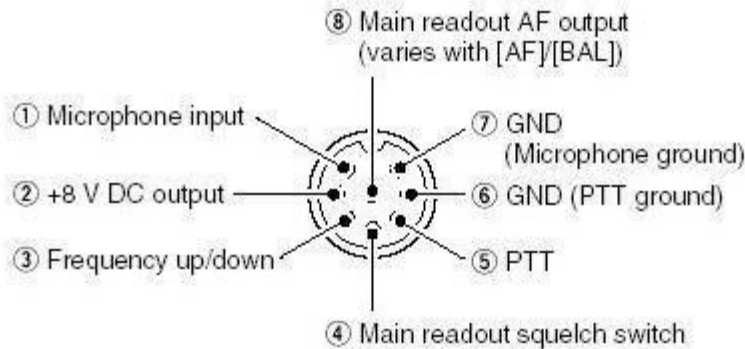 ⑧ Main readout AF output
(varies with [AF]/[BAL])
① Microphone input
⑦ GND
(Microphone ground)
② +8 V DC output
⑥ GND (PTT ground)
③ Frequency up/down
⑤ PTT
④ Main readout squelch switch